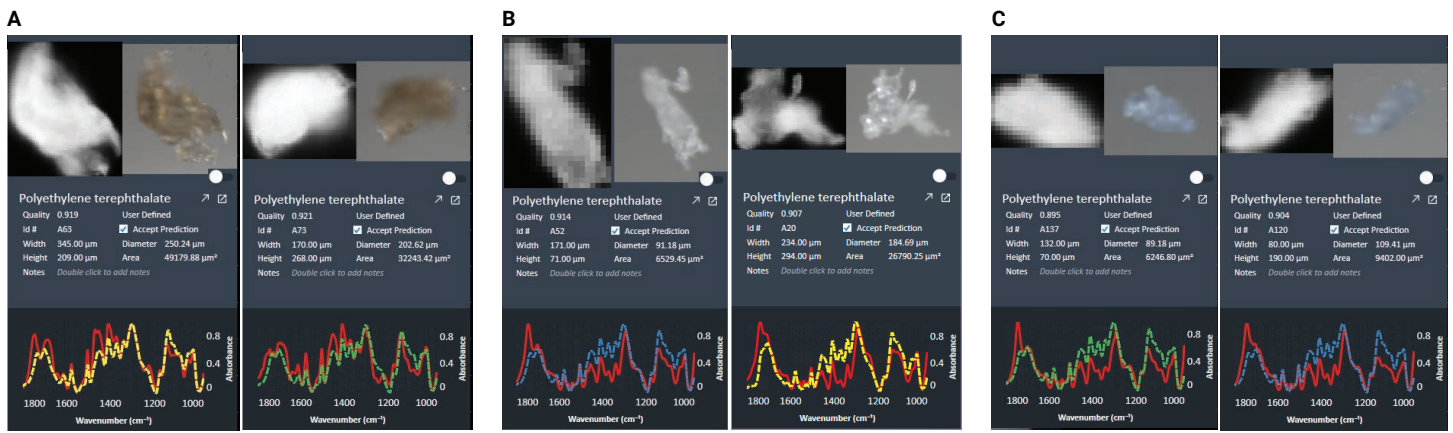 A
Polyethylene terephthalate
Quality 0.919 User Defined
Id # A63 Accept Prediction
Width 345.00 µm Diameter 250.24 µm
Height 209.00 µm Area 49179.88 µm²
Notes Double click to add notes
0.8
0.4
0
Absorbance
1800 1600 1400 1200 1000
Wavenumber (cm⁻¹)
Polyethylene terephthalate
Quality 0.921 User Defined
Id # A73 Accept Prediction
Width 170.00 µm Diameter 202.62 µm
Height 268.00 µm Area 32243.42 µm²
Notes Double click to add notes
0.8
0.4
0
Absorbance
1800 1600 1400 1200 1000
Wavenumber (cm⁻¹)
B
Polyethylene terephthalate
Quality 0.914 User Defined
Id # A52 Accept Prediction
Width 171.00 µm Diameter 91.18 µm
Height 71.00 µm Area 6529.45 µm²
Notes Double click to add notes
0.8
0.4
0
Absorbance
1800 1600 1400 1200 1000
Wavenumber (cm⁻¹)
Polyethylene terephthalate
Quality 0.907 User Defined
Id # A20 Accept Prediction
Width 234.00 µm Diameter 184.69 µm
Height 294.00 µm Area 26790.25 µm²
Notes Double click to add notes
0.8
0.4
0
Absorbance
1800 1600 1400 1200 1000
Wavenumber (cm⁻¹)
C
Polyethylene terephthalate
Quality 0.895 User Defined
Id # A137 Accept Prediction
Width 132.00 µm Diameter 89.18 µm
Height 70.00 µm Area 6246.80 µm²
Notes Double click to add notes
0.8
0.4
0
Absorbance
1800 1600 1400 1200 1000
Wavenumber (cm⁻¹)
Polyethylene terephthalate
Quality 0.904 User Defined
Id # A120 Accept Prediction
Width 80.00 µm Diameter 109.41 µm
Height 190.00 µm Area 9402.00 µm²
Notes Double click to add notes
0.8
0.4
0
Absorbance
1800 1600 1400 1200 1000
Wavenumber (cm⁻¹)